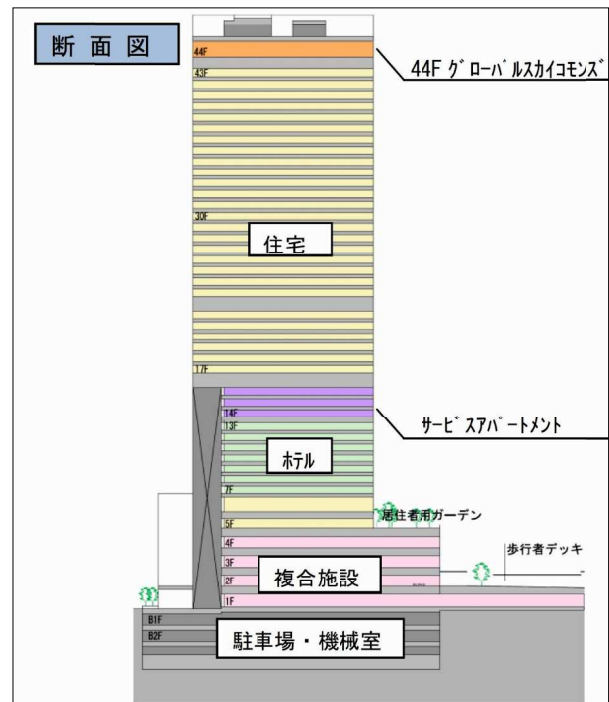 断面図
44F
44F グローバルスカイコモンズ
43F
30F
住宅
17F
14F
サービスアパートメント
13F
ホテル
7F
居住者用ガーデン
5F
4F
歩行者デッキ
3F
複合施設
2F
1F
B1F
駐車場・機械室
B2F